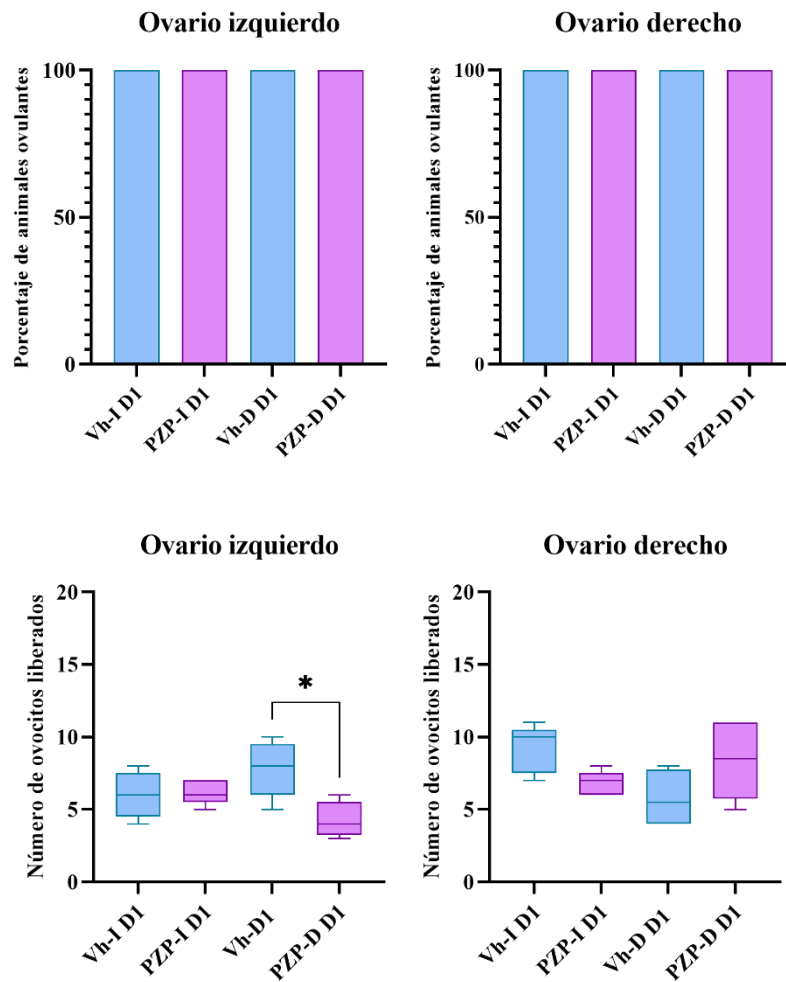 Ovario izquierdo
Porcentaje de animales ovulantes
100
50
0
Vh-I D1
PZP-I D1
Vh-D D1
PZP-D D1
Ovario derecho
Porcentaje de animales ovulantes
100
50
0
Vh-I D1
PZP-I D1
Vh-D D1
PZP-D D1
Ovario izquierdo
Número de ovocitos liberados
20
15
10
5
0
*
Vh-I D1
PZP-I D1
Vh-D1
PZP-D D1
Ovario derecho
Número de ovocitos liberados
20
15
10
5
0
Vh-I D1
PZP-I D1
Vh-D D1
PZP-D D1